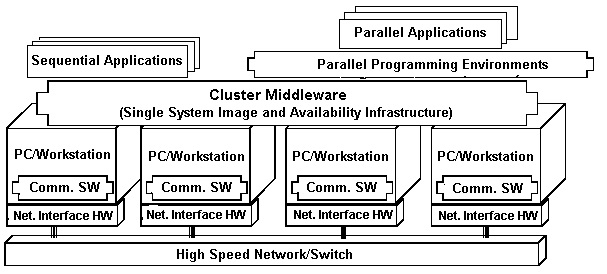 Parallel Applications
Sequential Applications
Parallel Programming Environments
Cluster Middleware
(Single System Image and Availability Infrastructure)
PC/Workstation PC/Workstation PC/Workstation PC/Workstation
Comm. SW Comm. SW Comm. SW Comm. SW
Net. Interface HW Net. Interface HW Net. Interface HW Net. Interface HW
High Speed Network/Switch